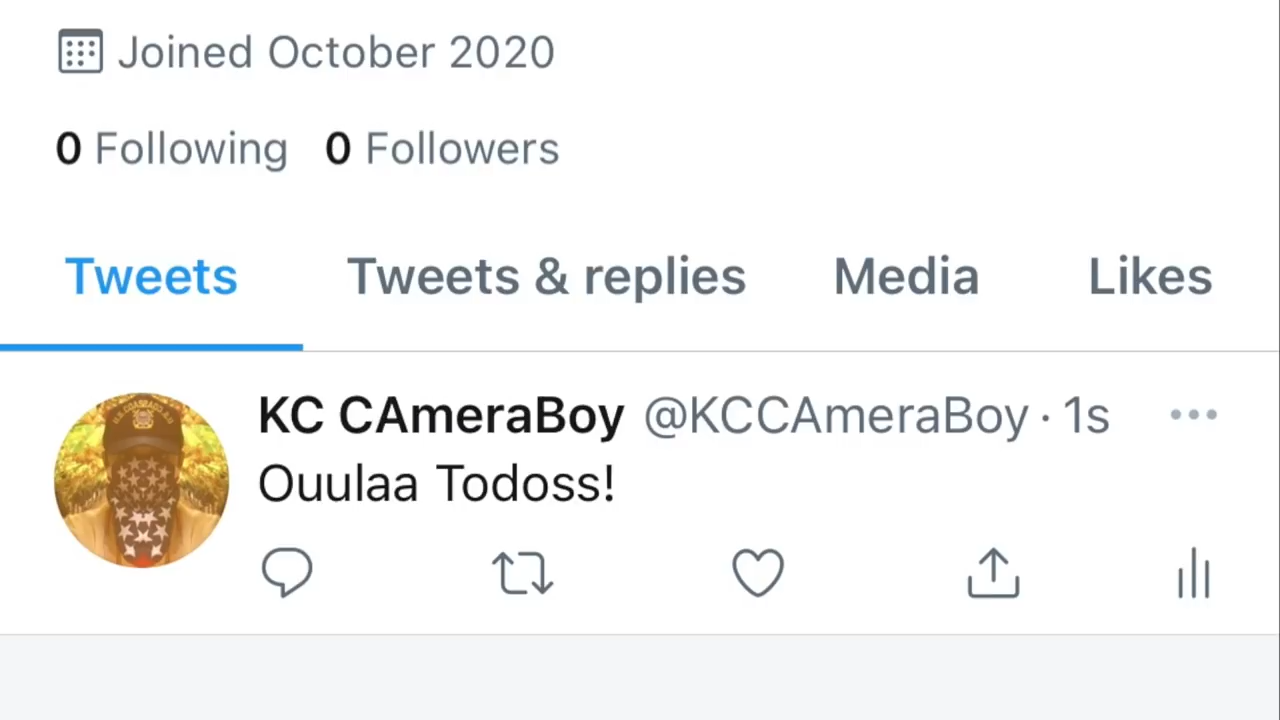 Joined October 2020
0 Following 0 Followers
Tweets Tweets & replies Media Likes
KC CAmeraBoy @KCCAmeraBoy · 1s
Ouulaa Todoss!